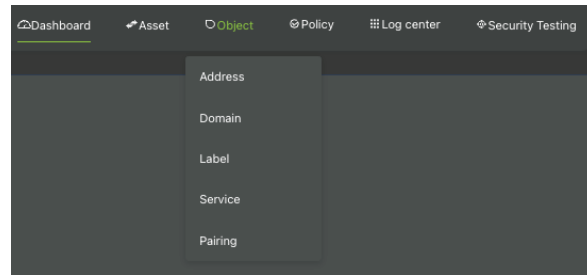 Dashboard Asset Object Policy Log center Security Testing
Address
Domain
Label
Service
Pairing